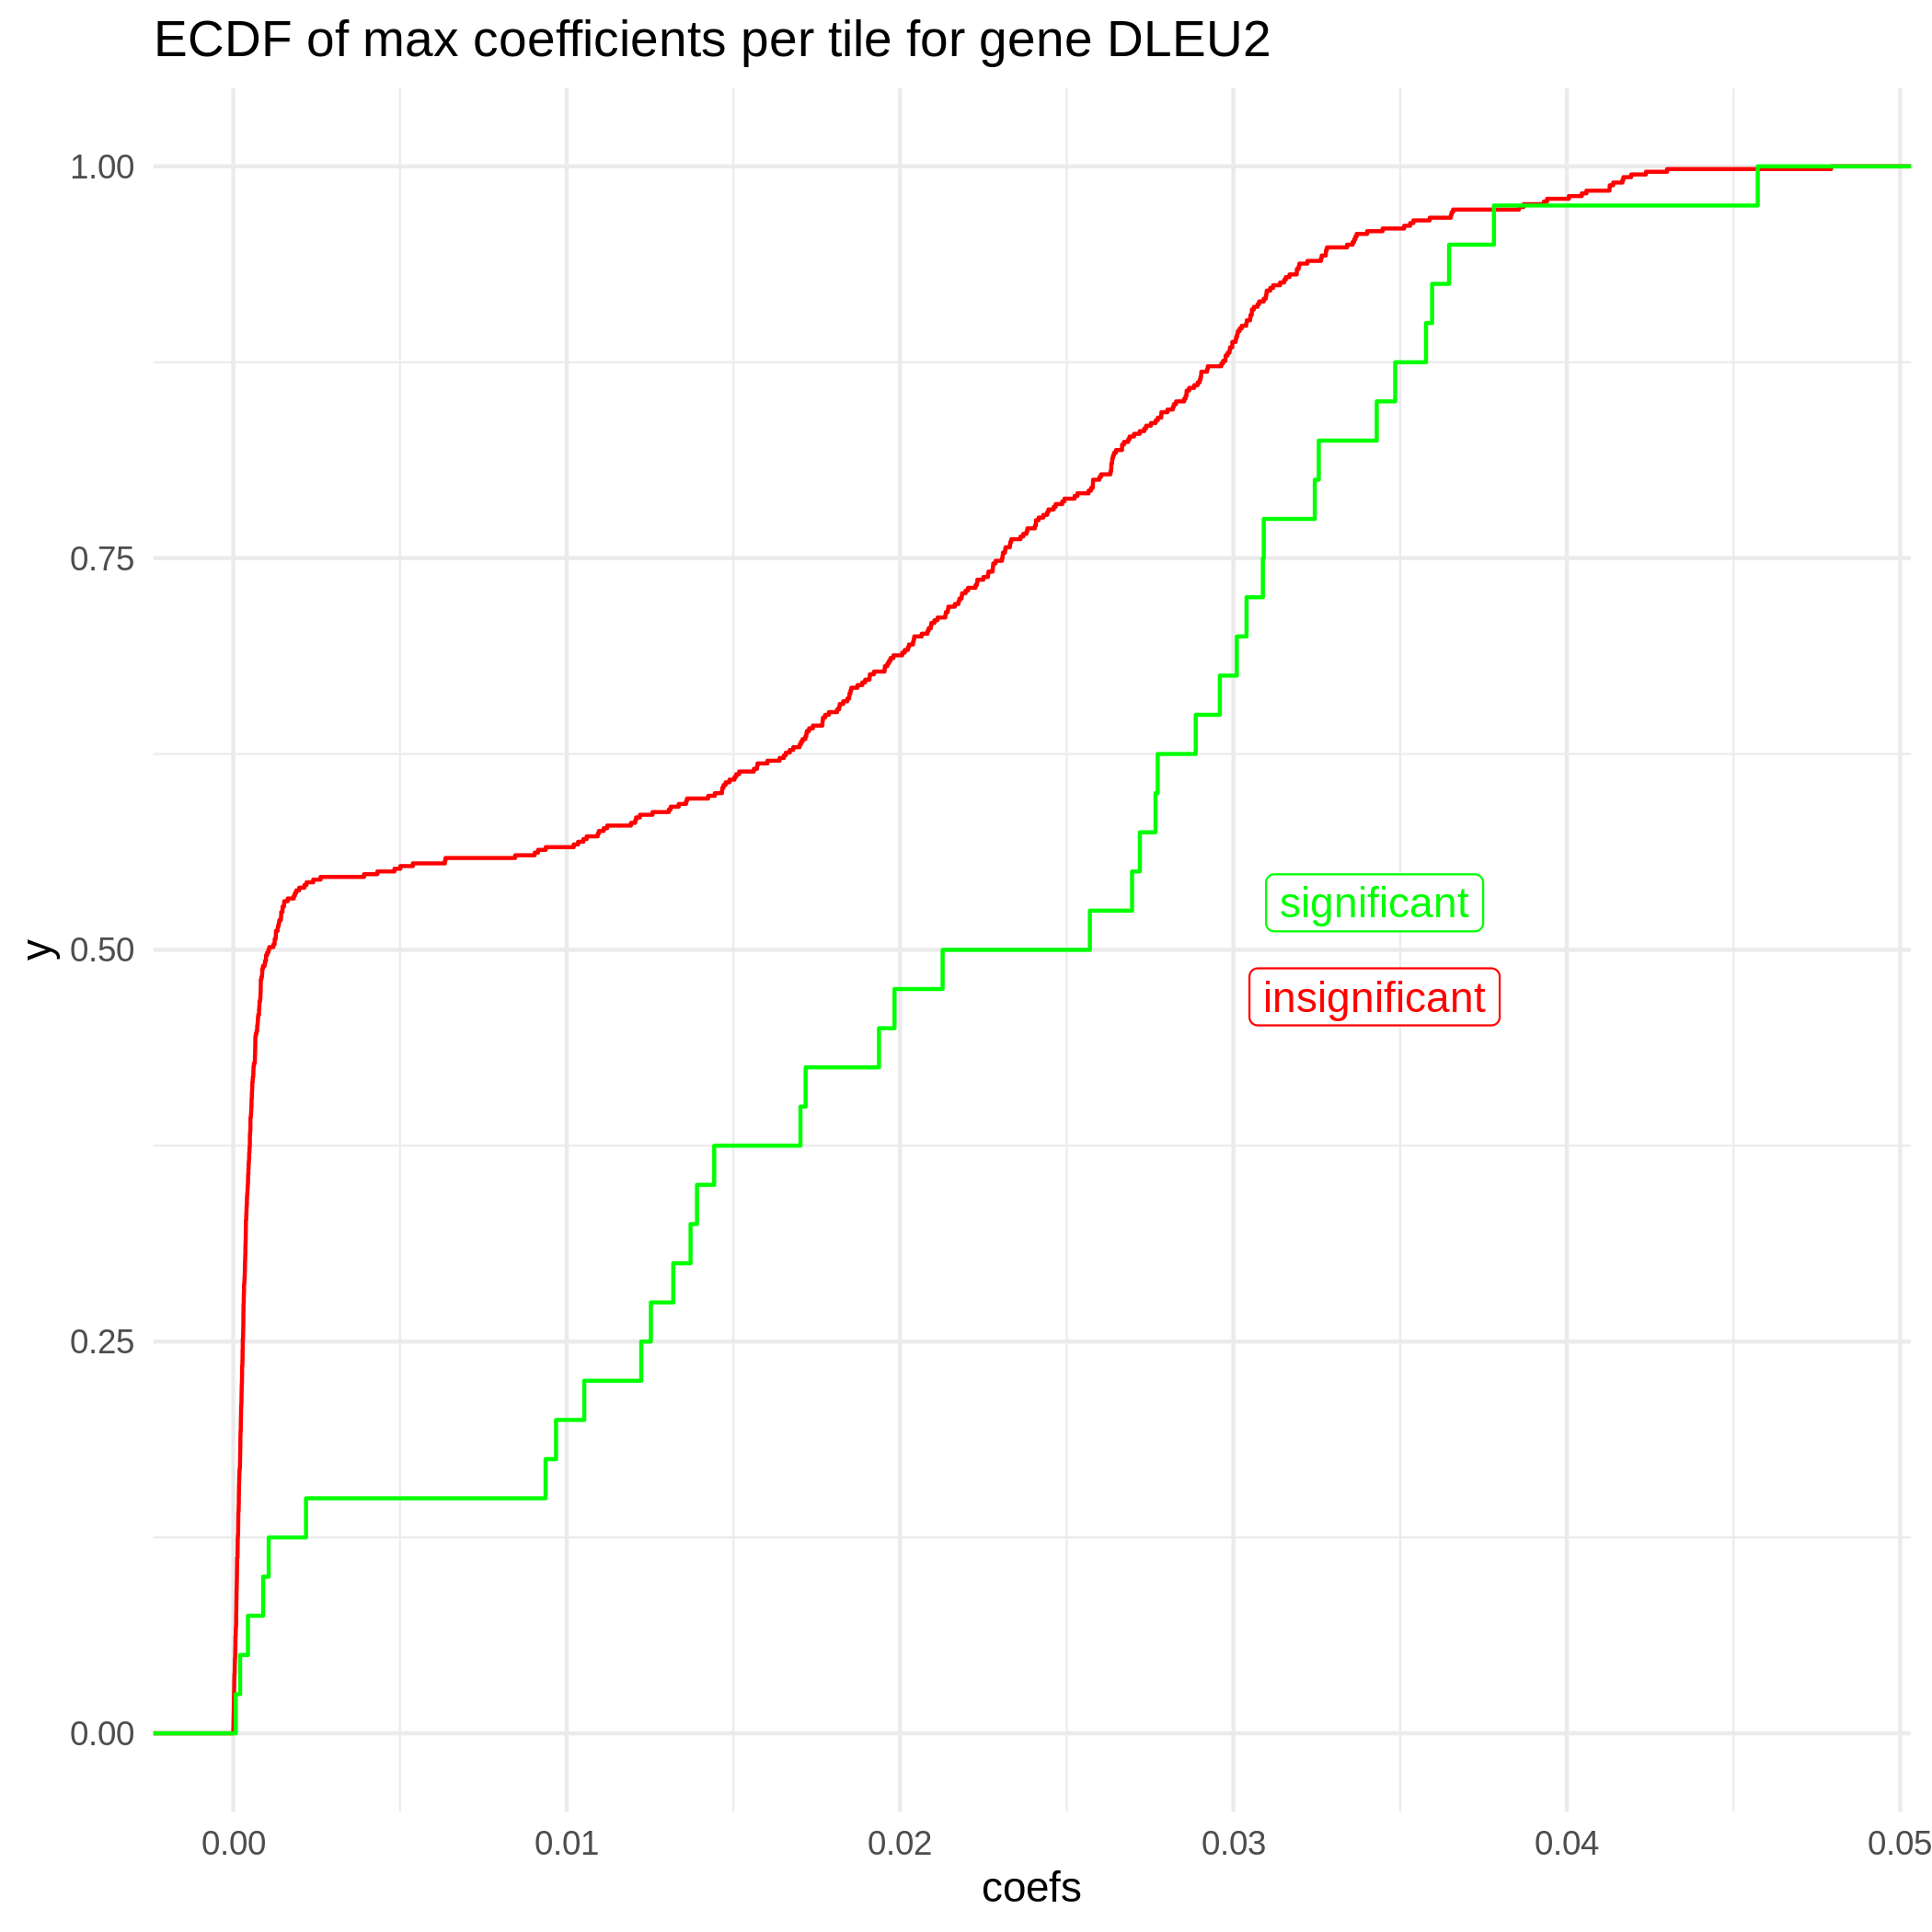 ECDF of max coefficients per tile for gene DLEU2
1.00
0.75
0.50
0.25
0.00
y
significant
insignificant
0.00 0.01 0.02 0.03 0.04 0.05
coefs